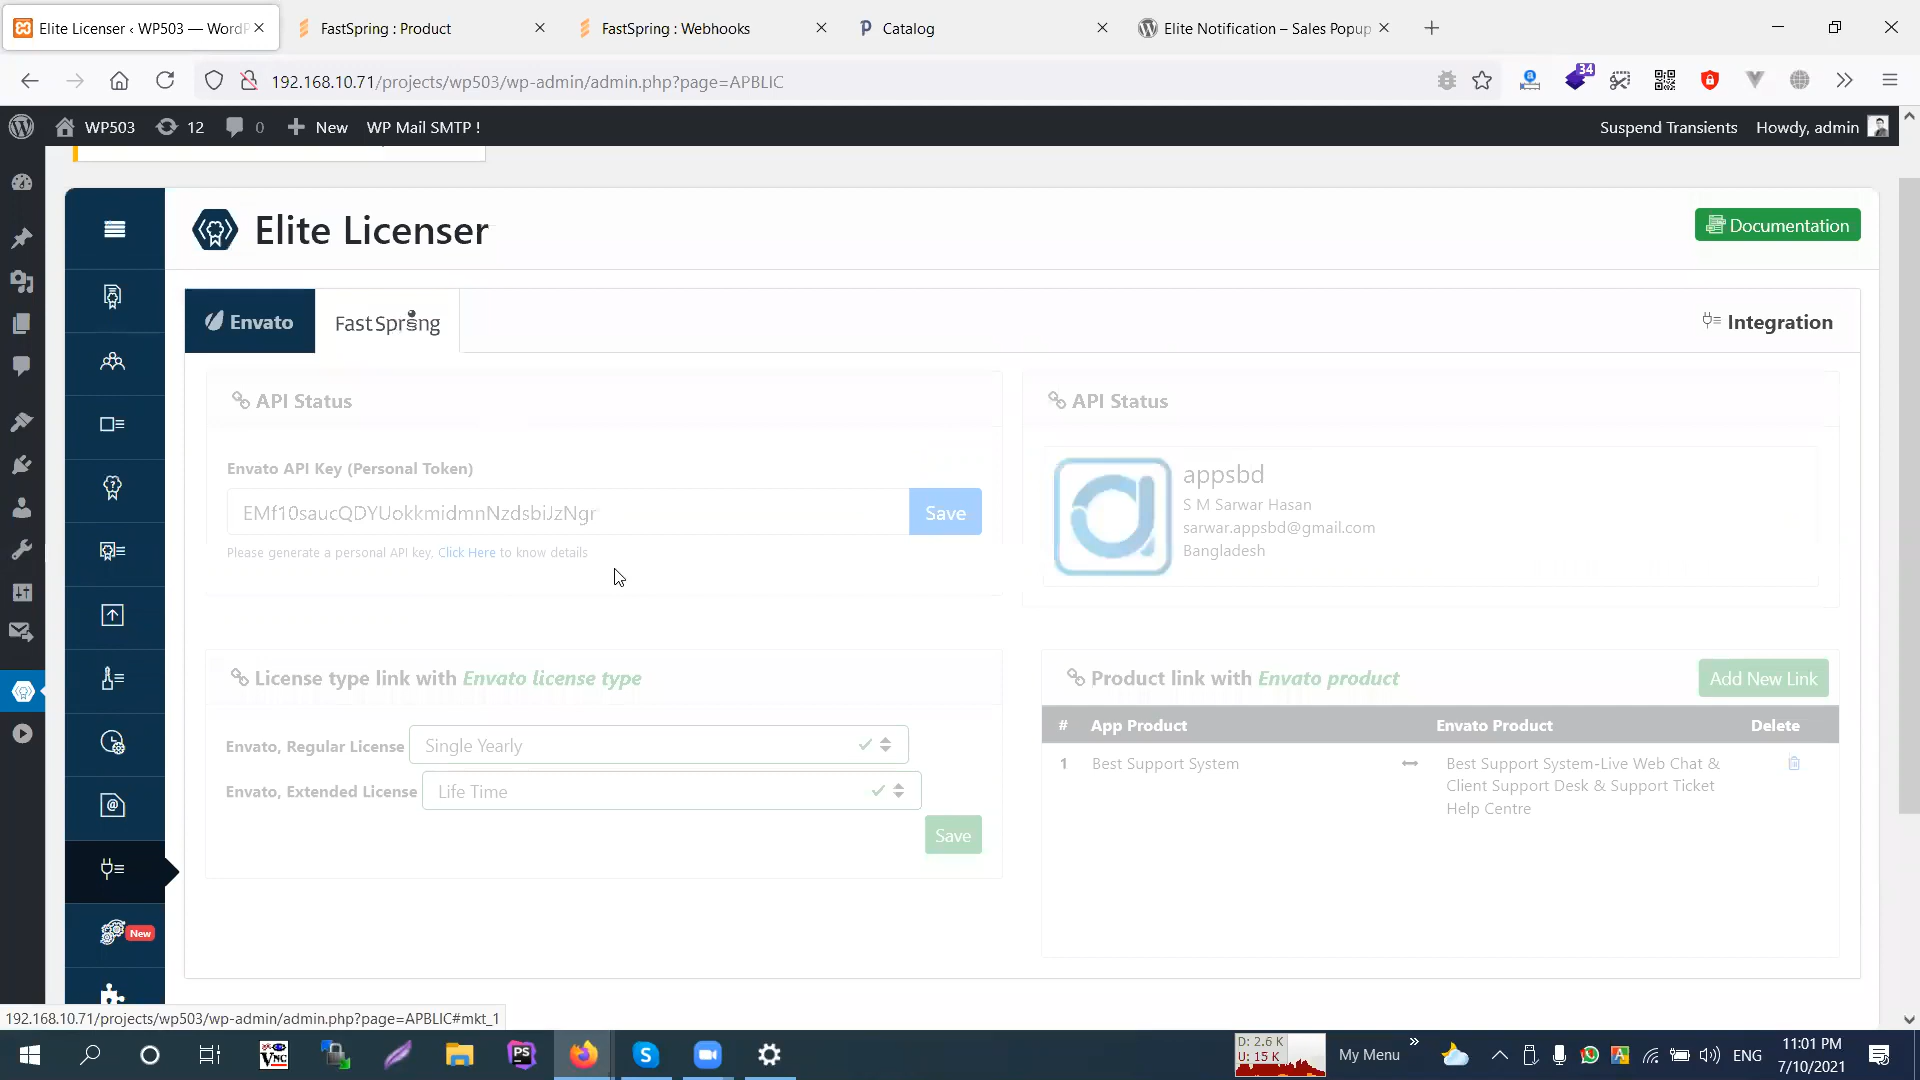 Elite Licenser ‹ WP503 — WordP
FastSpring : Product
FastSpring : Webhooks
Catalog
Elite Notification – Sales Popup
192.168.10.71/projects/wp503/wp-admin/admin.php?page=APBLIC
34
WP503
12
0
New
WP Mail SMTP !
Suspend Transients
Howdy, admin
Elite Licenser
Documentation
Envato
FastSpring
Integration
API Status
Envato API Key (Personal Token)
EMf10saucQDYUokkmidmnNzdsbiJzNgr
Save
Please generate a personal API key, Click Here to know details
API Status
appsbd
S M Sarwar Hasan
sarwar.appsbd@gmail.com
Bangladesh
License type link with Envato license type
Envato, Regular License
Single Yearly
Envato, Extended License
Life Time
Save
Product link with Envato product
Add New Link
# App Product Envato Product Delete
1 Best Support System
Best Support System-Live Web Chat &
Client Support Desk & Support Ticket
Help Centre
New
192.168.10.71/projects/wp503/wp-admin/admin.php?page=APBLIC#mkt_1
VNC
PS
D: 2.6 K
U: 15 K
My Menu
ENG
11:01 PM
7/10/2021